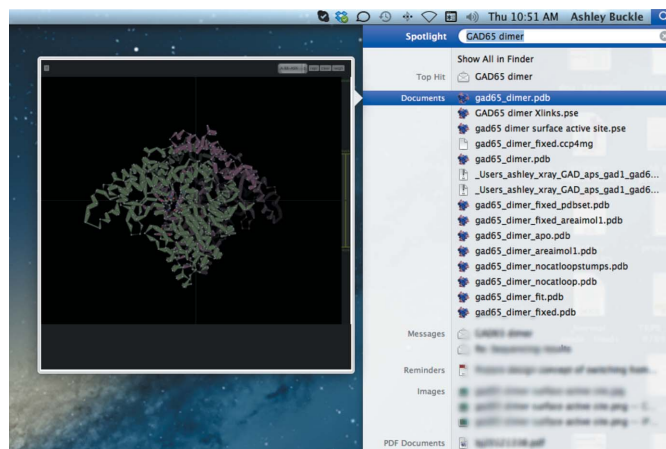 Thu 10:51 AM Ashley Buckle
Spotlight GAD65 dimer
Show All in Finder
Top Hit GAD65 dimer
Documents gad65_dimer.pdb
GAD65 dimer Xlinks.pse
gad65 dimer surface active site.pse
gad65_dimer_fixed.ccp4mg
gad65_dimer.pdb
_Users_ashley_xray_GAD_aps_gad1_gad6...
_Users_ashley_xray_GAD_aps_gad1_gad6...
gad65_dimer_fixed_pdbset.pdb
gad65_dimer_fixed_areaimol1.pdb
gad65_dimer_apo.pdb
gad65_dimer_areaimol1.pdb
gad65_dimer_nocatloopstumps.pdb
gad65_dimer_nocatloop.pdb
gad65_dimer_fit.pdb
gad65_dimer_fixed.pdb
Messages
Reminders
Images
PDF Documents